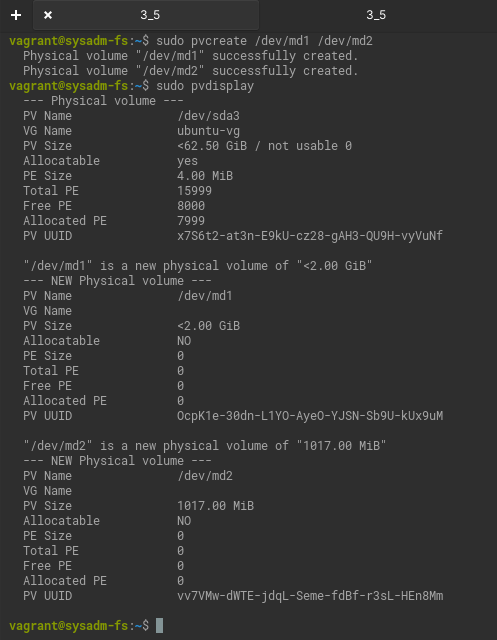 + × 3_5 3_5
vagrant@sysadm-fs:~$ sudo pvcreate /dev/md1 /dev/md2
  Physical volume "/dev/md1" successfully created.
  Physical volume "/dev/md2" successfully created.
vagrant@sysadm-fs:~$ sudo pvdisplay
  --- Physical volume ---
  PV Name               /dev/sda3
  VG Name               ubuntu-vg
  PV Size               <62.50 GiB / not usable 0
  Allocatable           yes
  PE Size               4.00 MiB
  Total PE              15999
  Free PE               8000
  Allocated PE          7999
  PV UUID               x7S6t2-at3n-E9kU-cz28-gAH3-QU9H-vyVuNf

  "/dev/md1" is a new physical volume of "<2.00 GiB"
  --- NEW Physical volume ---
  PV Name               /dev/md1
  VG Name
  PV Size               <2.00 GiB
  Allocatable           NO
  PE Size               0
  Total PE              0
  Free PE               0
  Allocated PE          0
  PV UUID               OcpK1e-30dn-L1YO-AyeO-YJSN-Sb9U-kUx9uM

  "/dev/md2" is a new physical volume of "1017.00 MiB"
  --- NEW Physical volume ---
  PV Name               /dev/md2
  VG Name
  PV Size               1017.00 MiB
  Allocatable           NO
  PE Size               0
  Total PE              0
  Free PE               0
  Allocated PE          0
  PV UUID               vv7VMw-dWTE-jdqL-Seme-fdBf-r3sL-HEn8Mm

vagrant@sysadm-fs:~$